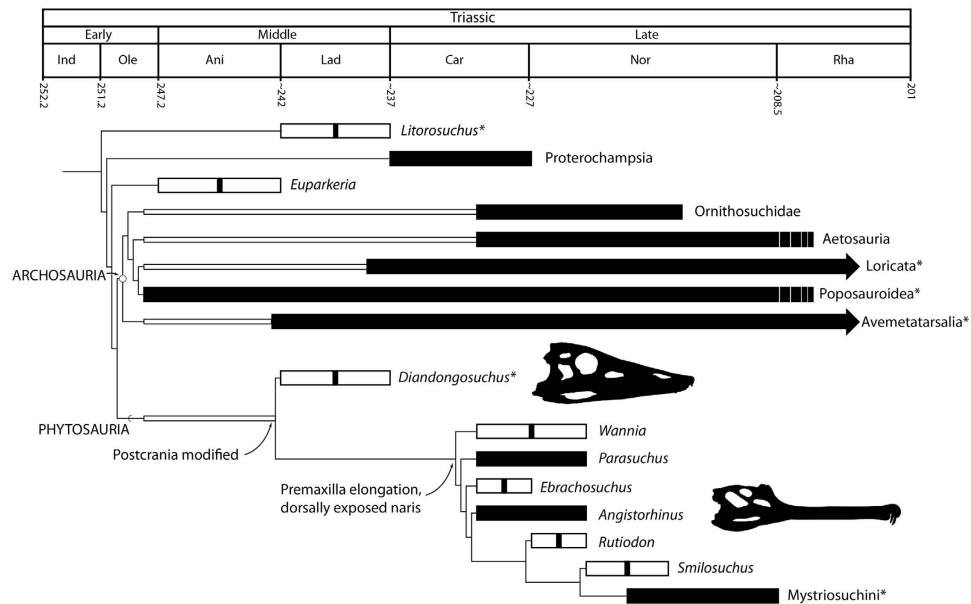 Triassic
Early Middle Late
Ind Ole Ani Lad Car Nor Rha
252.2 251.2 247.2 ~242 ~237 ~227 ~208.5 201
Litorosuchus*
Proterochampsia
Euparkeria
Ornithosuchidae
Aetosauria
ARCHOSAURIA
Loricata*
Poposauroidea*
Avemetatarsalia*
Diandongosuchus*
PHYTOSAURIA
Postcrania modified
Wannia
Parasuchus
Premaxilla elongation,
dorsally exposed naris
Ebrachosuchus
Angistorhinus
Rutiodon
Smilosuchus
Mystriosuchini*